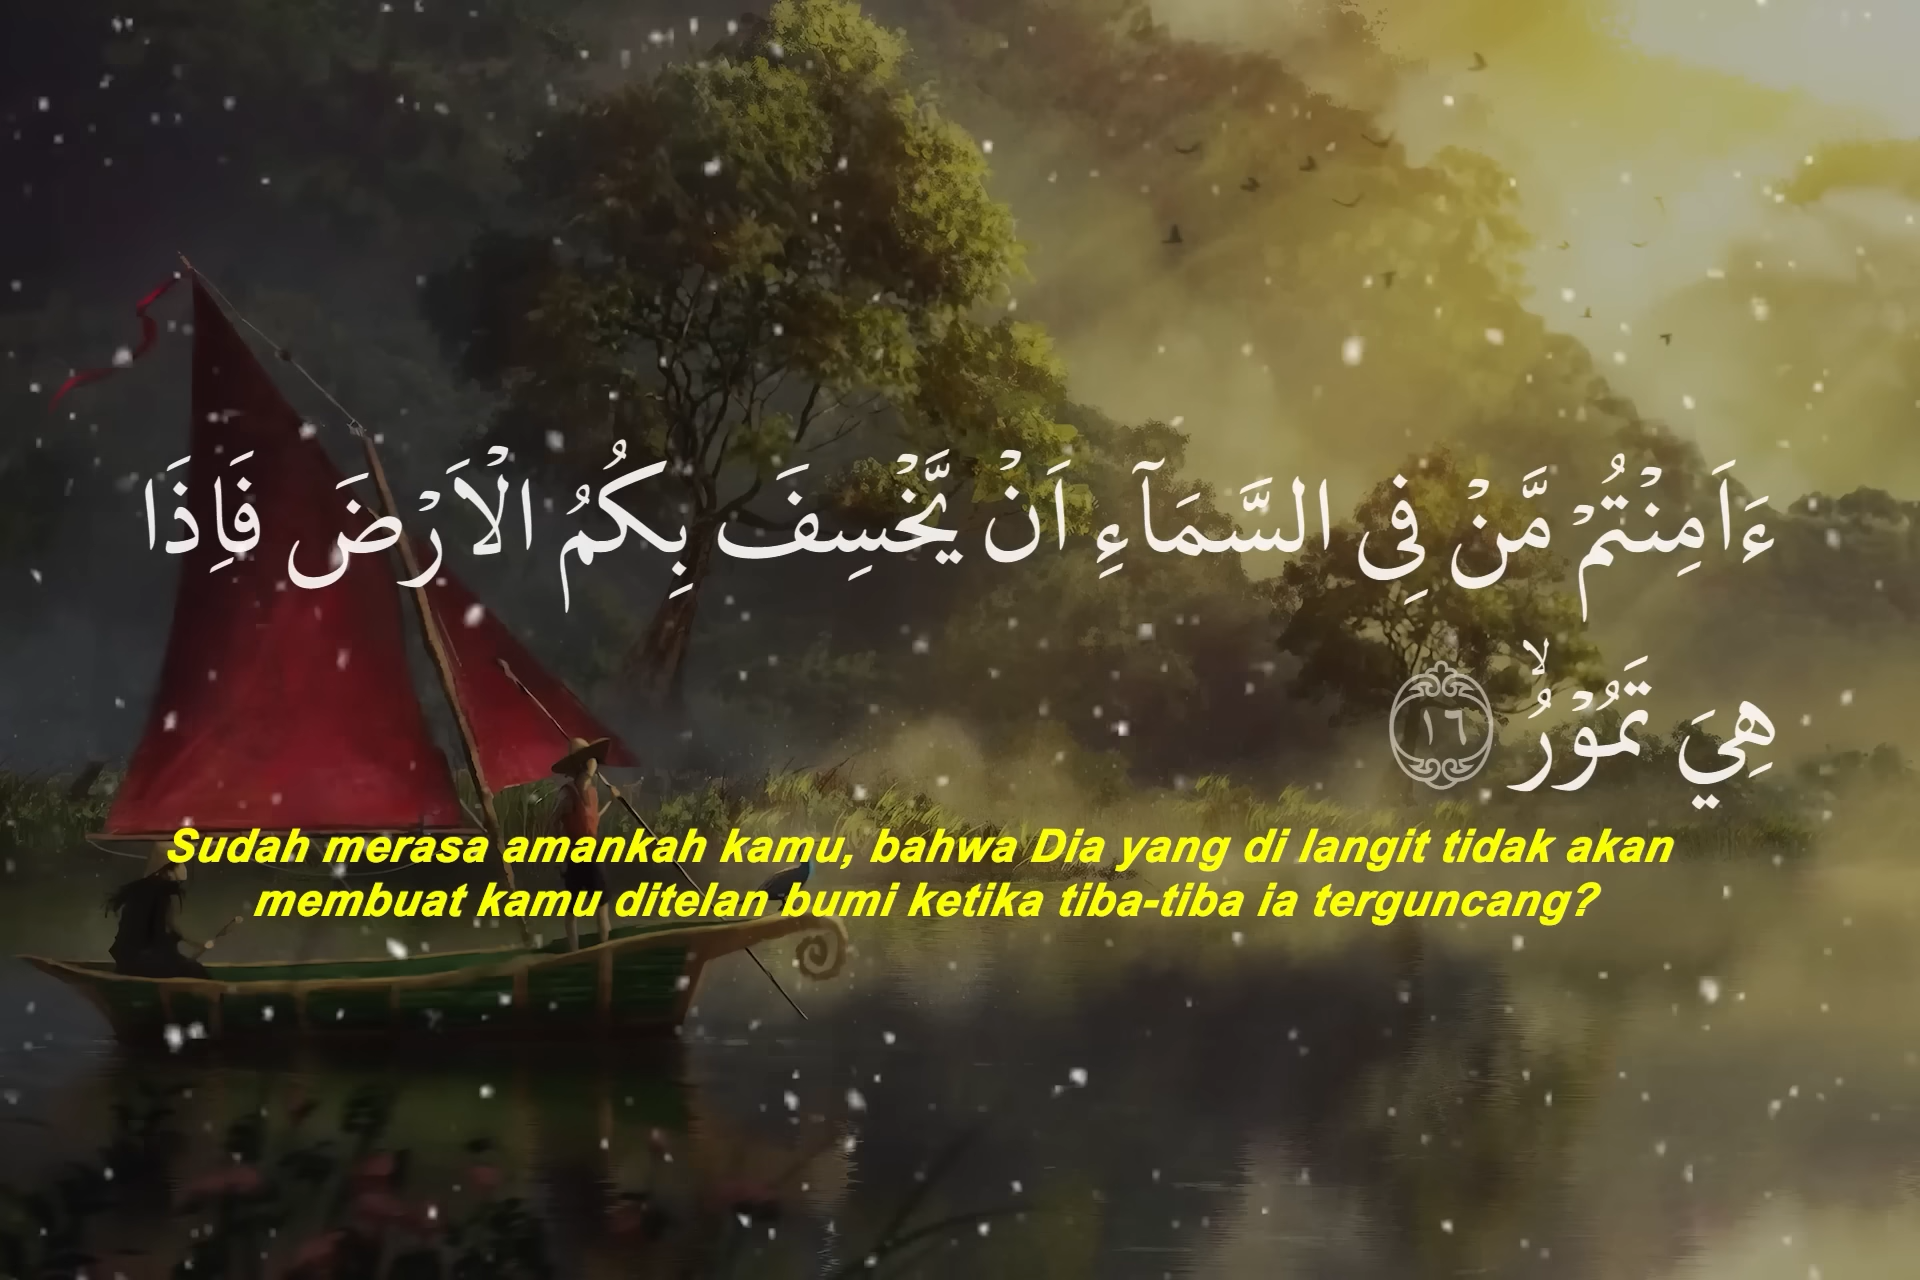 ءَاَمِنْتُمْ مَّنْ فِى السَّمَاۤءِ اَنْ يَّخْسِفَ بِكُمُ الْاَرْضَ فَاِذَا
هِيَ تَمُوْرُۙ ١٦
Sudah merasa amankah kamu, bahwa Dia yang di langit tidak akan
membuat kamu ditelan bumi ketika tiba-tiba ia terguncang?